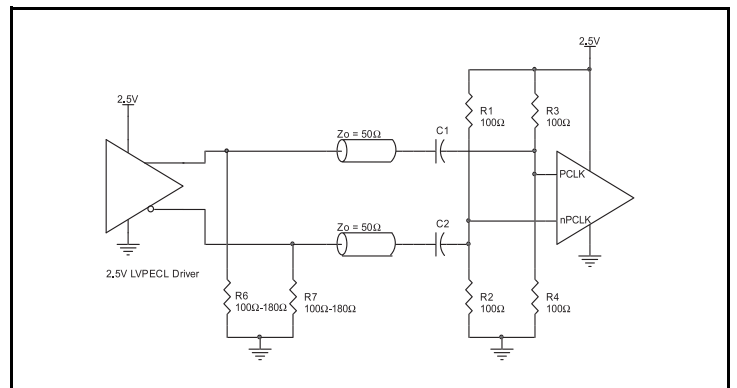 2.5V
2.5V
R1
100Ω
R3
100Ω
Zo = 50Ω
C1
PCLK
nPCLK
Zo = 50Ω
C2
2.5V LVPECL Driver
R6
100Ω-180Ω
R7
100Ω-180Ω
R2
100Ω
R4
100Ω